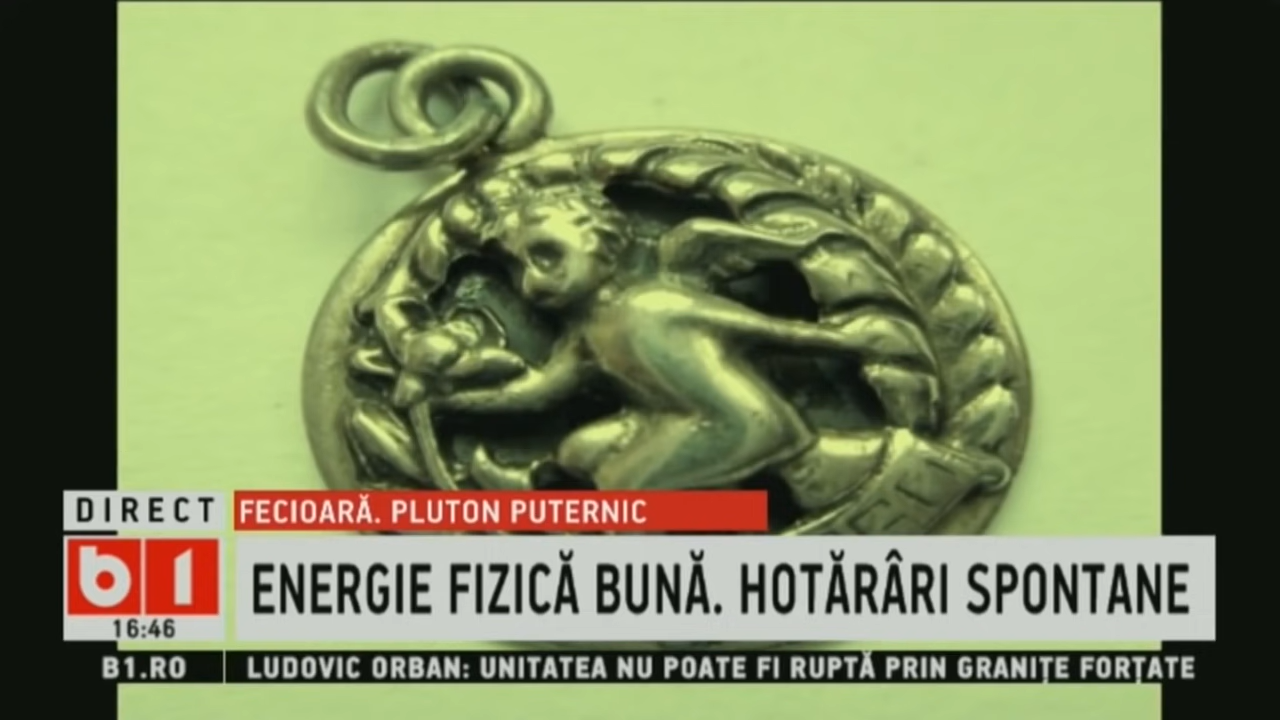 DIRECT
FECIOARĂ. PLUTON PUTERNIC
b1
ENERGIE FIZICĂ BUNĂ. HOTĂRÂRI SPONTANE
16:46
B1.RO
LUDOVIC ORBAN: UNITATEA NU POATE FI RUPTĂ PRIN GRANIȚE FORȚATE